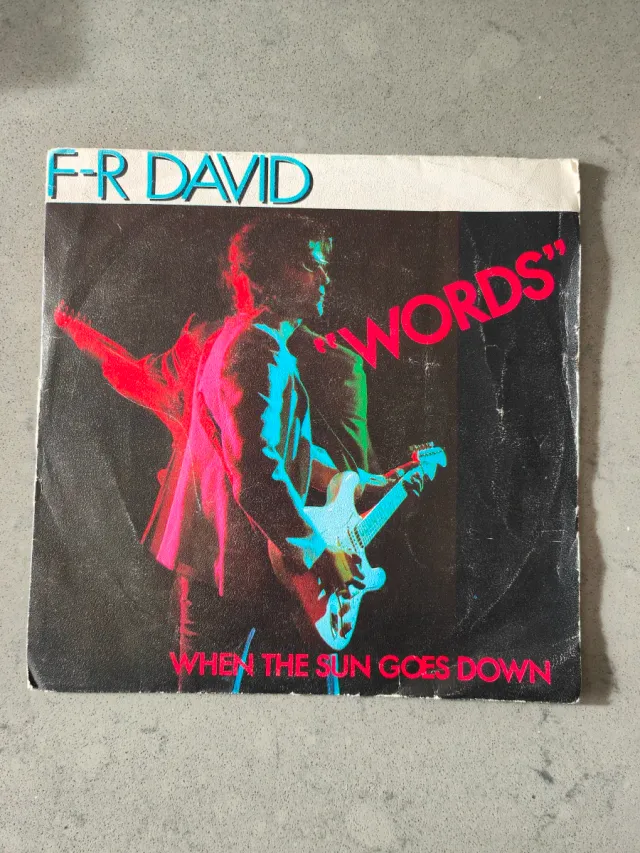 F-R DAVID
"WORDS"
WHEN THE SUN GOES DOWN